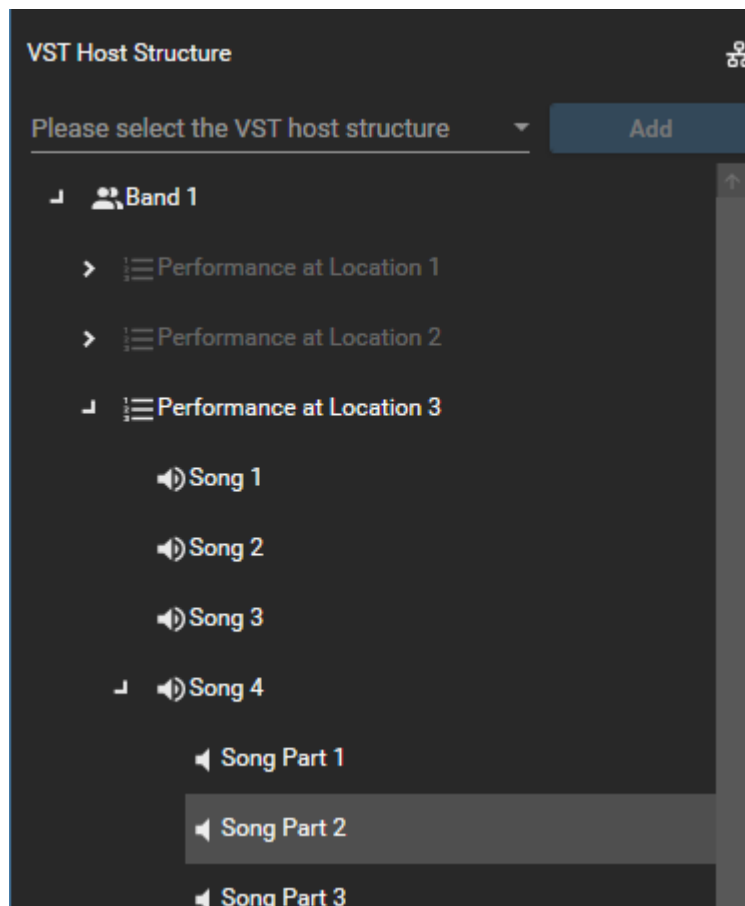 VST Host Structure
Please select the VST host structure
Add
Band 1
Performance at Location 1
Performance at Location 2
Performance at Location 3
Song 1
Song 2
Song 3
Song 4
Song Part 1
Song Part 2
Song Part 3